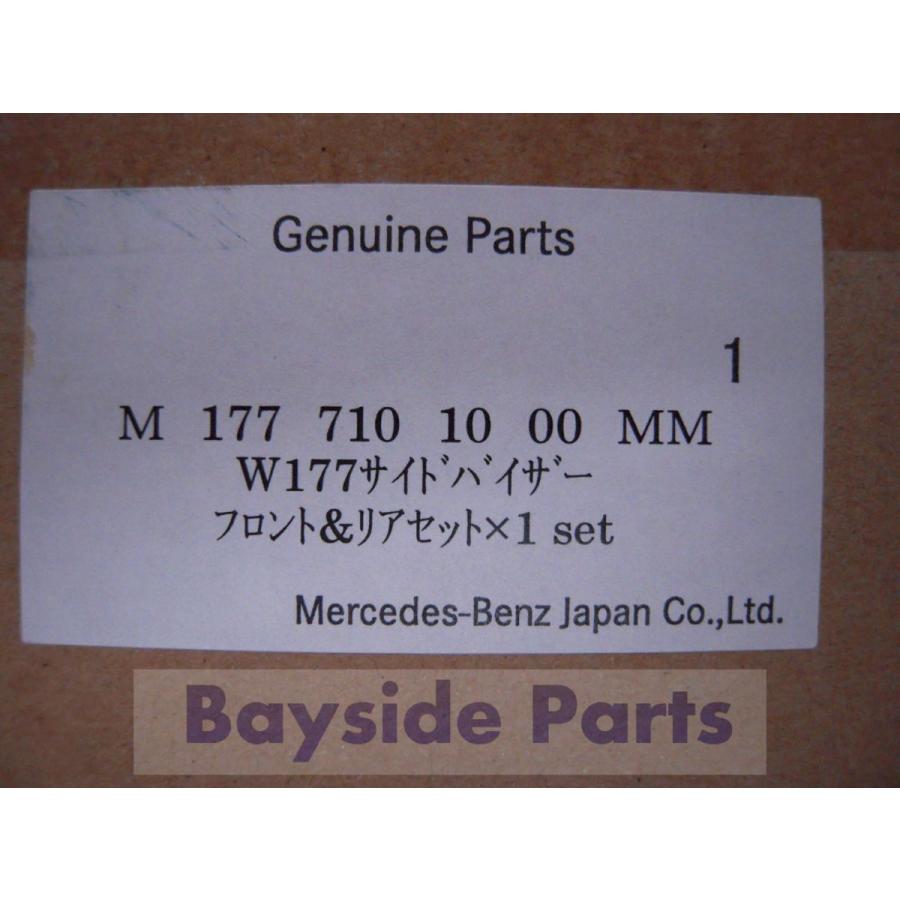 Genuine Parts
1
M 177 710 10 00 MM
W177ｻｲﾄﾞﾊﾞｲｻﾞｰ
ﾌﾛﾝﾄ&ﾘｱｾｯﾄ×1 set
Mercedes-Benz Japan Co.,Ltd.
Bayside Parts